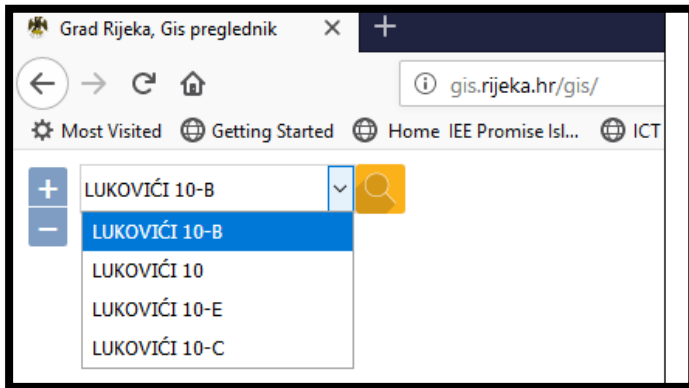 Grad Rijeka, Gis preglednik
gis.rijeka.hr/gis/
Most Visited Getting Started Home IEE Promise Isl... ICT
LUKOVIĆI 10-B
LUKOVIĆI 10-B
LUKOVIĆI 10
LUKOVIĆI 10-E
LUKOVIĆI 10-C